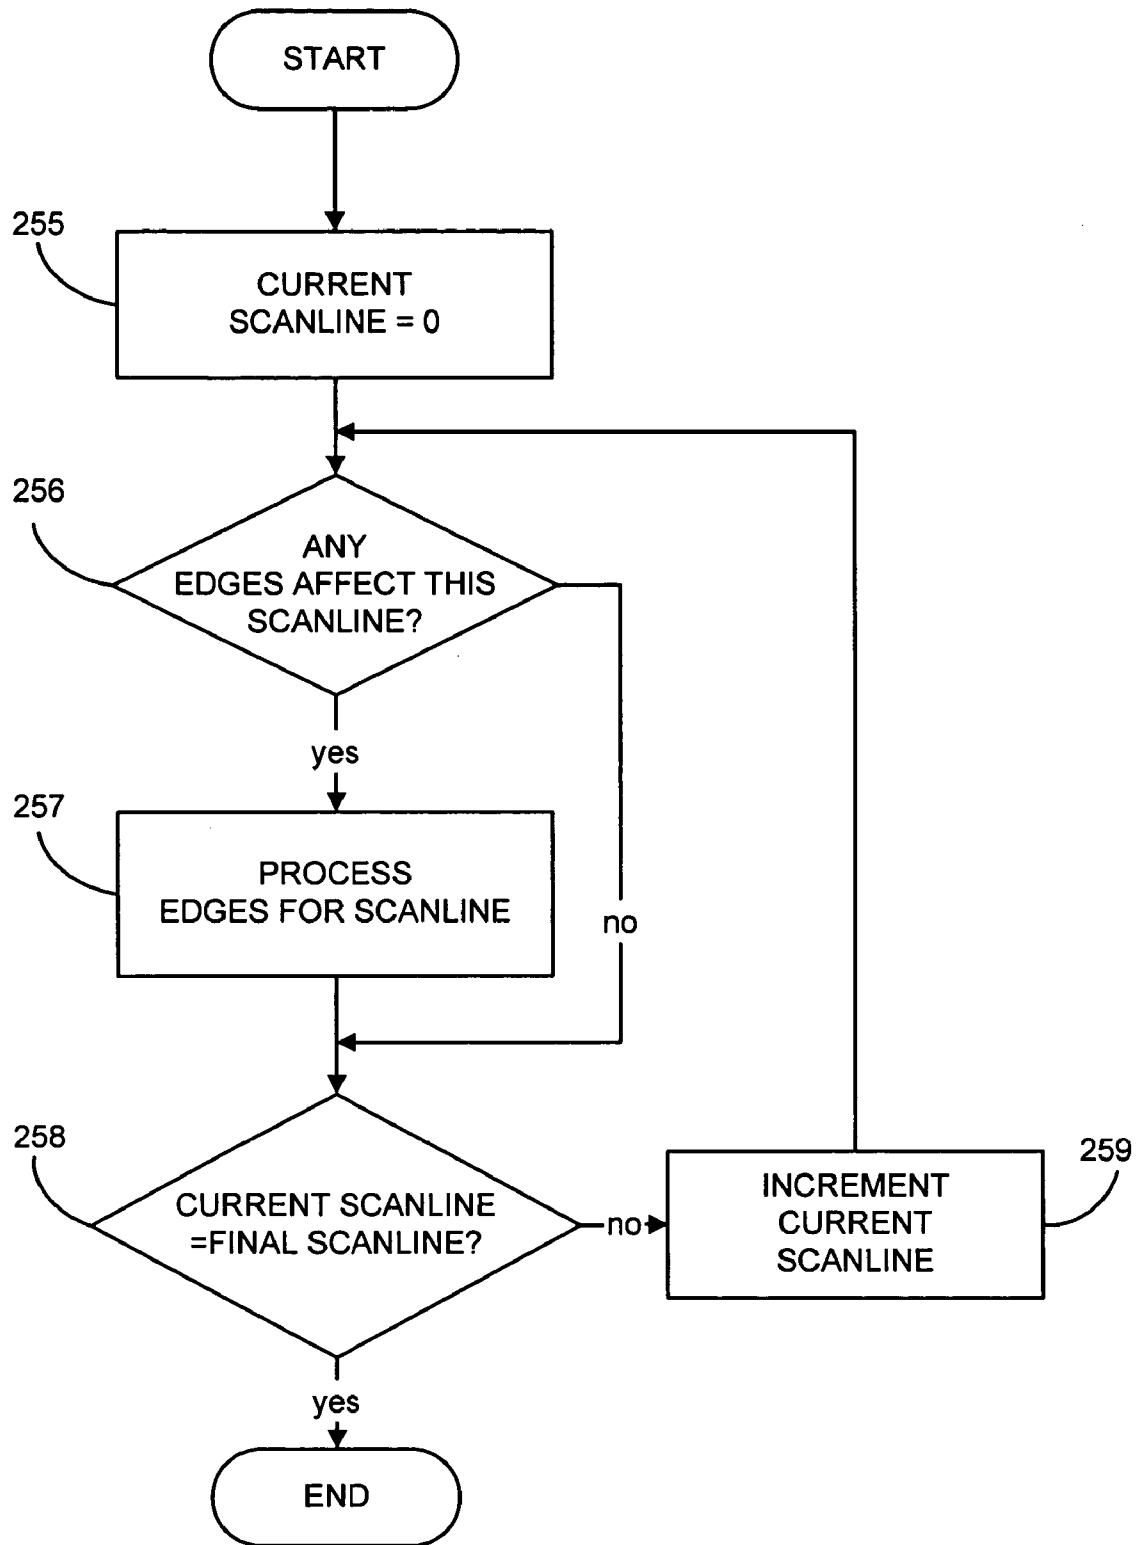 START
255
CURRENT
SCANLINE = 0
256
ANY
EDGES AFFECT THIS
SCANLINE?
yes
257
PROCESS
EDGES FOR SCANLINE
no
258
CURRENT SCANLINE
=FINAL SCANLINE?
no
259
INCREMENT
CURRENT
SCANLINE
yes
END